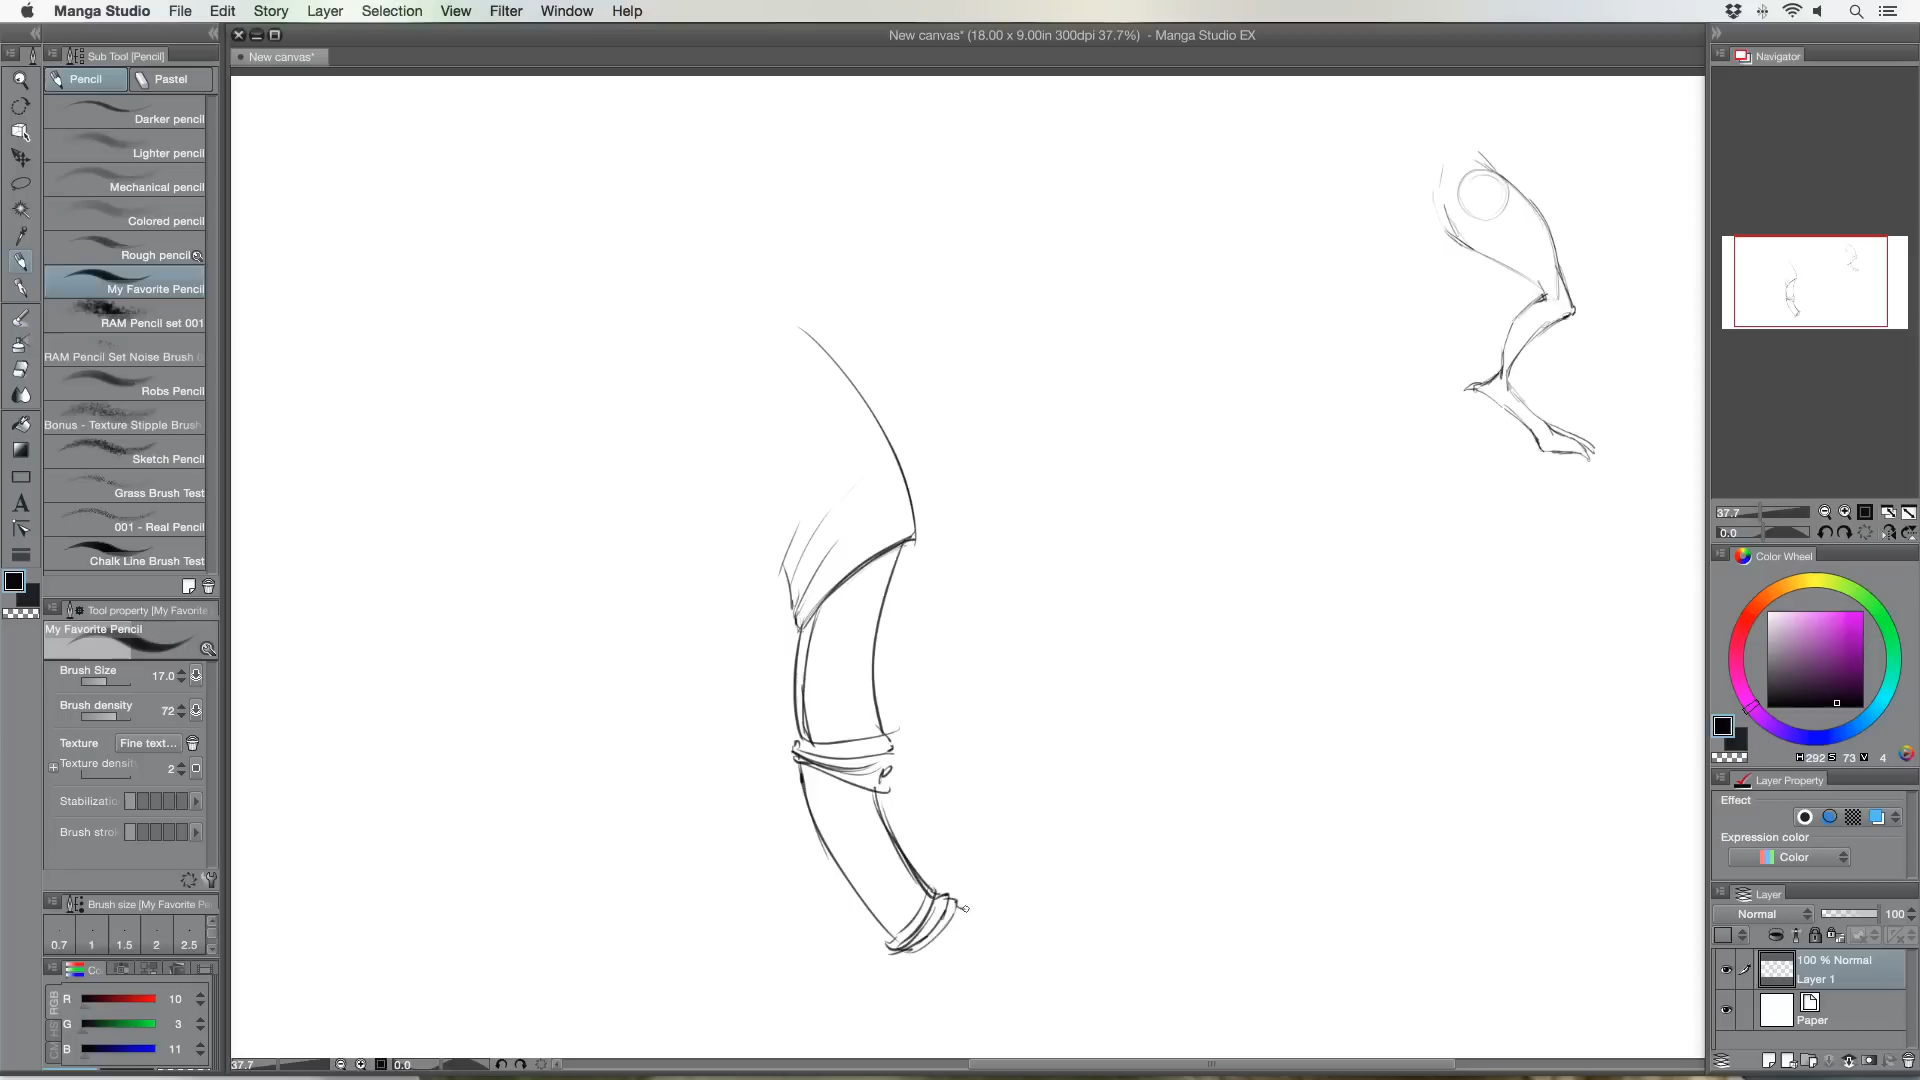 Manga Studio File Edit Story Layer Selection View Filter Window Help
New canvas* (18.00 x 9.00in 300dpi 37.7%) - Manga Studio EX
Sub Tool [Pencil]
New canvas*
Navigator
Pencil Pastel
Darker pencil
Lighter pencil
Mechanical pencil
Colored pencil
Rough pencil
My Favorite Pencil
RAM Pencil set 001
RAM Pencil Set Noise Brush
Robs Pencil
Bonus - Texture Stipple Brush
Sketch Pencil
Grass Brush Test
001 - Real Pencil
Chalk Line Brush Test
Tool property [My Favorite
My Favorite Pencil
Brush Size 17.0
Brush density 72
Texture Fine text...
Texture densit 2
Stabilizatio
Brush strol
Brush size [My Favorite Pe
0.7 1 1.5 2 2.5
Cc
RGB
R 10
G 3
B 11
37.7 0.0
37.7
0.0
Color Wheel
H 292 S 73 V 4
Layer Property
Effect
Expression color
Color
Layer
Normal 100
100 % Normal
Layer 1
Paper